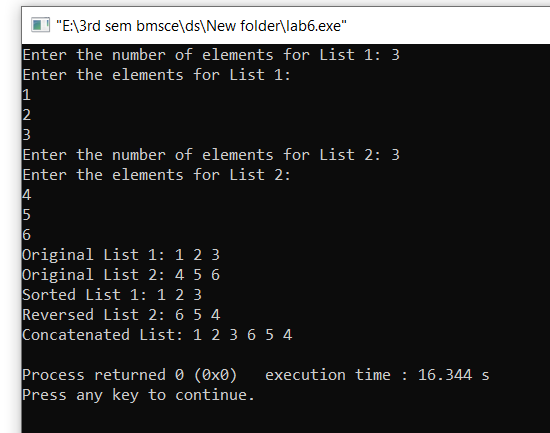 "E:\3rd sem bmsce\ds\New folder\lab6.exe"
Enter the number of elements for List 1: 3
Enter the elements for List 1:
1
2
3
Enter the number of elements for List 2: 3
Enter the elements for List 2:
4
5
6
Original List 1: 1 2 3
Original List 2: 4 5 6
Sorted List 1: 1 2 3
Reversed List 2: 6 5 4
Concatenated List: 1 2 3 6 5 4
Process returned 0 (0x0)   execution time : 16.344 s
Press any key to continue.